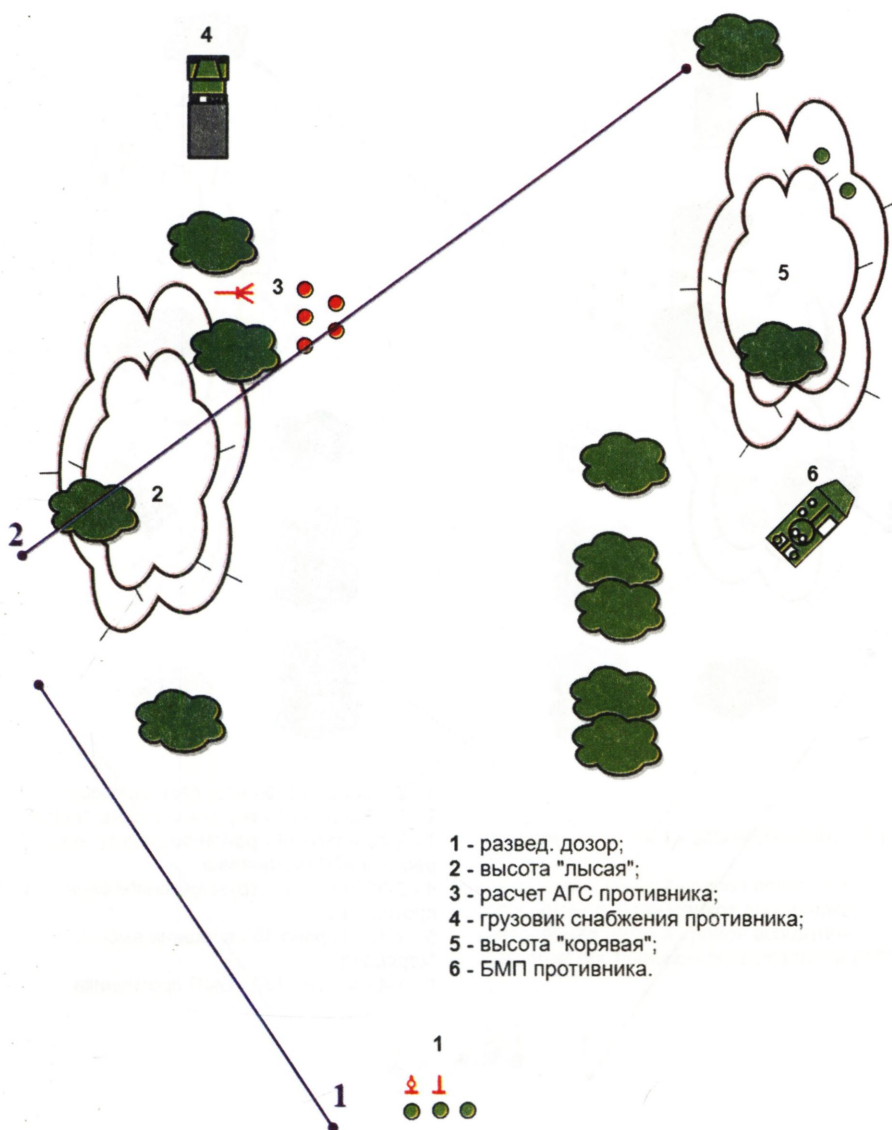 4
3
5
2
6
2
1 - развед. дозор;
2 - высота "лысая";
3 - расчет АГС противника;
4 - грузовик снабжения противника;
5 - высота "корявая";
6 - БМП противника.
1
1